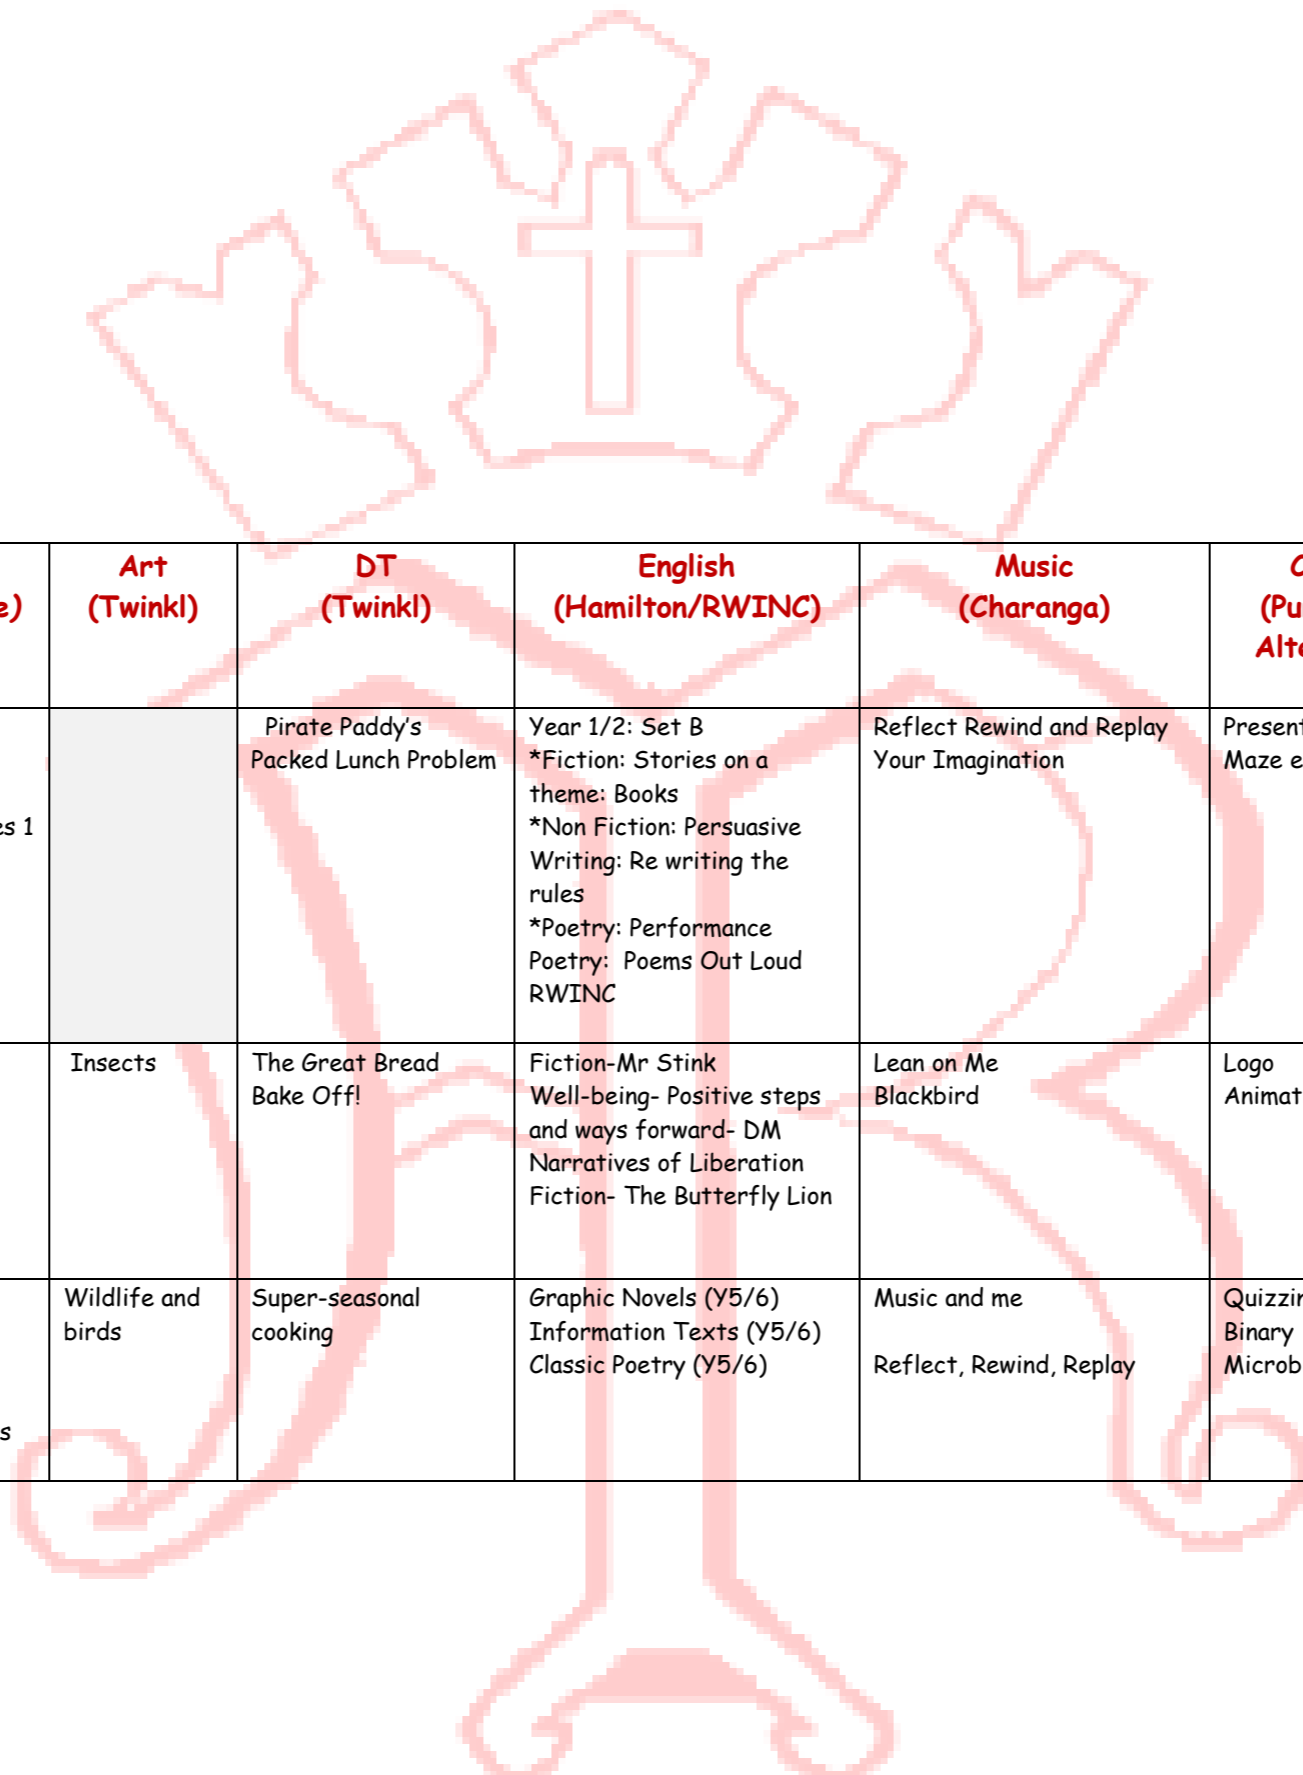 Art
(Twinkl)
DT
(Twinkl)
English
(Hamilton/RWINC)
Music
(Charanga)
Pirate Paddy's
Packed Lunch Problem
Year 1/2: Set B
*Fiction: Stories on a
theme: Books
*Non Fiction: Persuasive
Writing: Re writing the
rules
*Poetry: Performance
Poetry: Poems Out Loud
RWINC
Reflect Rewind and Replay
Your Imagination
Maze
1
Insects
The Great Bread
Bake Off!
Fiction-Mr Stink
Well-being- Positive steps
and ways forward- DM
Narratives of Liberation
Fiction- The Butterfly Lion
Lean on Me
Blackbird
Logo
Wildlife and
birds
Super-seasonal
cooking
Graphic Novels (Y5/6)
Information Texts (Y5/6)
Classic Poetry (Y5/6)
Music and me
Reflect, Rewind, Replay
Binary